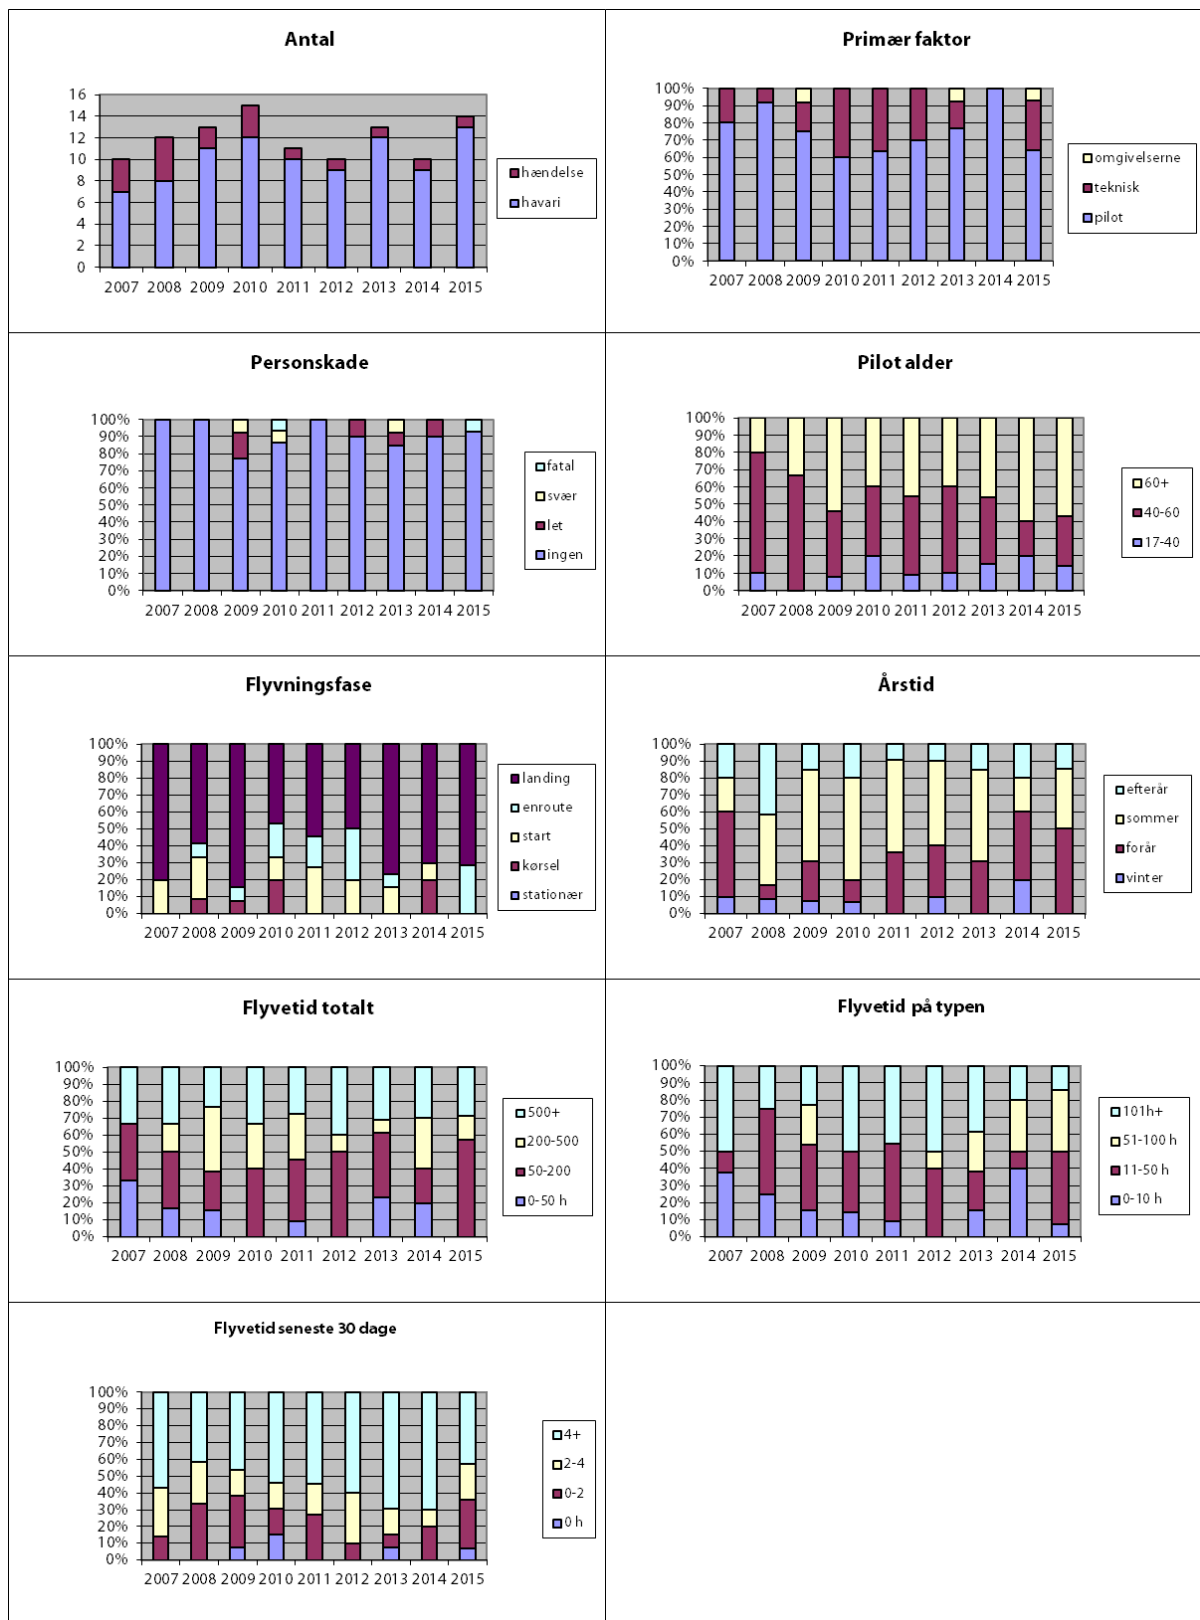 Antal
16
14
12
10
8
6
4
2
0
2007 2008 2009 2010 2011 2012 2013 2014 2015
hændelse
havari
Primær faktor
100%
90%
80%
70%
60%
50%
40%
30%
20%
10%
0%
2007 2008 2009 2010 2011 2012 2013 2014 2015
omgivelserne
teknisk
pilot
Personskade
100%
90%
80%
70%
60%
50%
40%
30%
20%
10%
0%
2007 2008 2009 2010 2011 2012 2013 2014 2015
fatal
svær
let
ingen
Pilot alder
100%
90%
80%
70%
60%
50%
40%
30%
20%
10%
0%
2007 2008 2009 2010 2011 2012 2013 2014 2015
60+
40-60
17-40
Flyvningsfase
100%
90%
80%
70%
60%
50%
40%
30%
20%
10%
0%
2007 2008 2009 2010 2011 2012 2013 2014 2015
landing
enroute
start
kørsel
stationær
Årstid
100%
90%
80%
70%
60%
50%
40%
30%
20%
10%
0%
2007 2008 2009 2010 2011 2012 2013 2014 2015
efterår
sommer
forår
vinter
Flyvetid totalt
100%
90%
80%
70%
60%
50%
40%
30%
20%
10%
0%
2007 2008 2009 2010 2011 2012 2013 2014 2015
500+
200-500
50-200
0-50 h
Flyvetid på typen
100%
90%
80%
70%
60%
50%
40%
30%
20%
10%
0%
2007 2008 2009 2010 2011 2012 2013 2014 2015
101h+
51-100 h
11-50 h
0-10 h
Flyvetid seneste 30 dage
100%
90%
80%
70%
60%
50%
40%
30%
20%
10%
0%
2007 2008 2009 2010 2011 2012 2013 2014 2015
4+
2-4
0-2
0 h